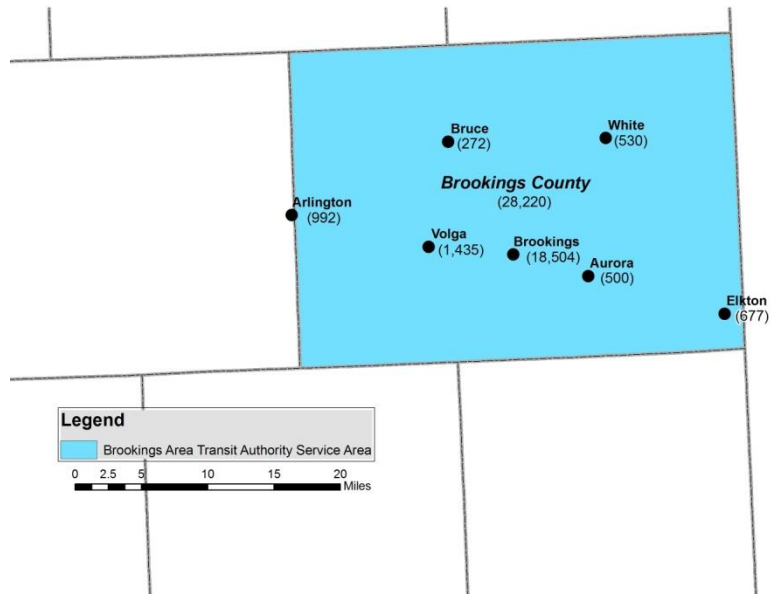 Bruce
(272)
White
(530)
Brookings County
(28,220)
Arlington
(992)
Volga
(1,435)
Brookings
(18,504)
Aurora
(500)
Elkton
(677)
Legend
Brookings Area Transit Authority Service Area
0 2.5 5 10 15 20
Miles